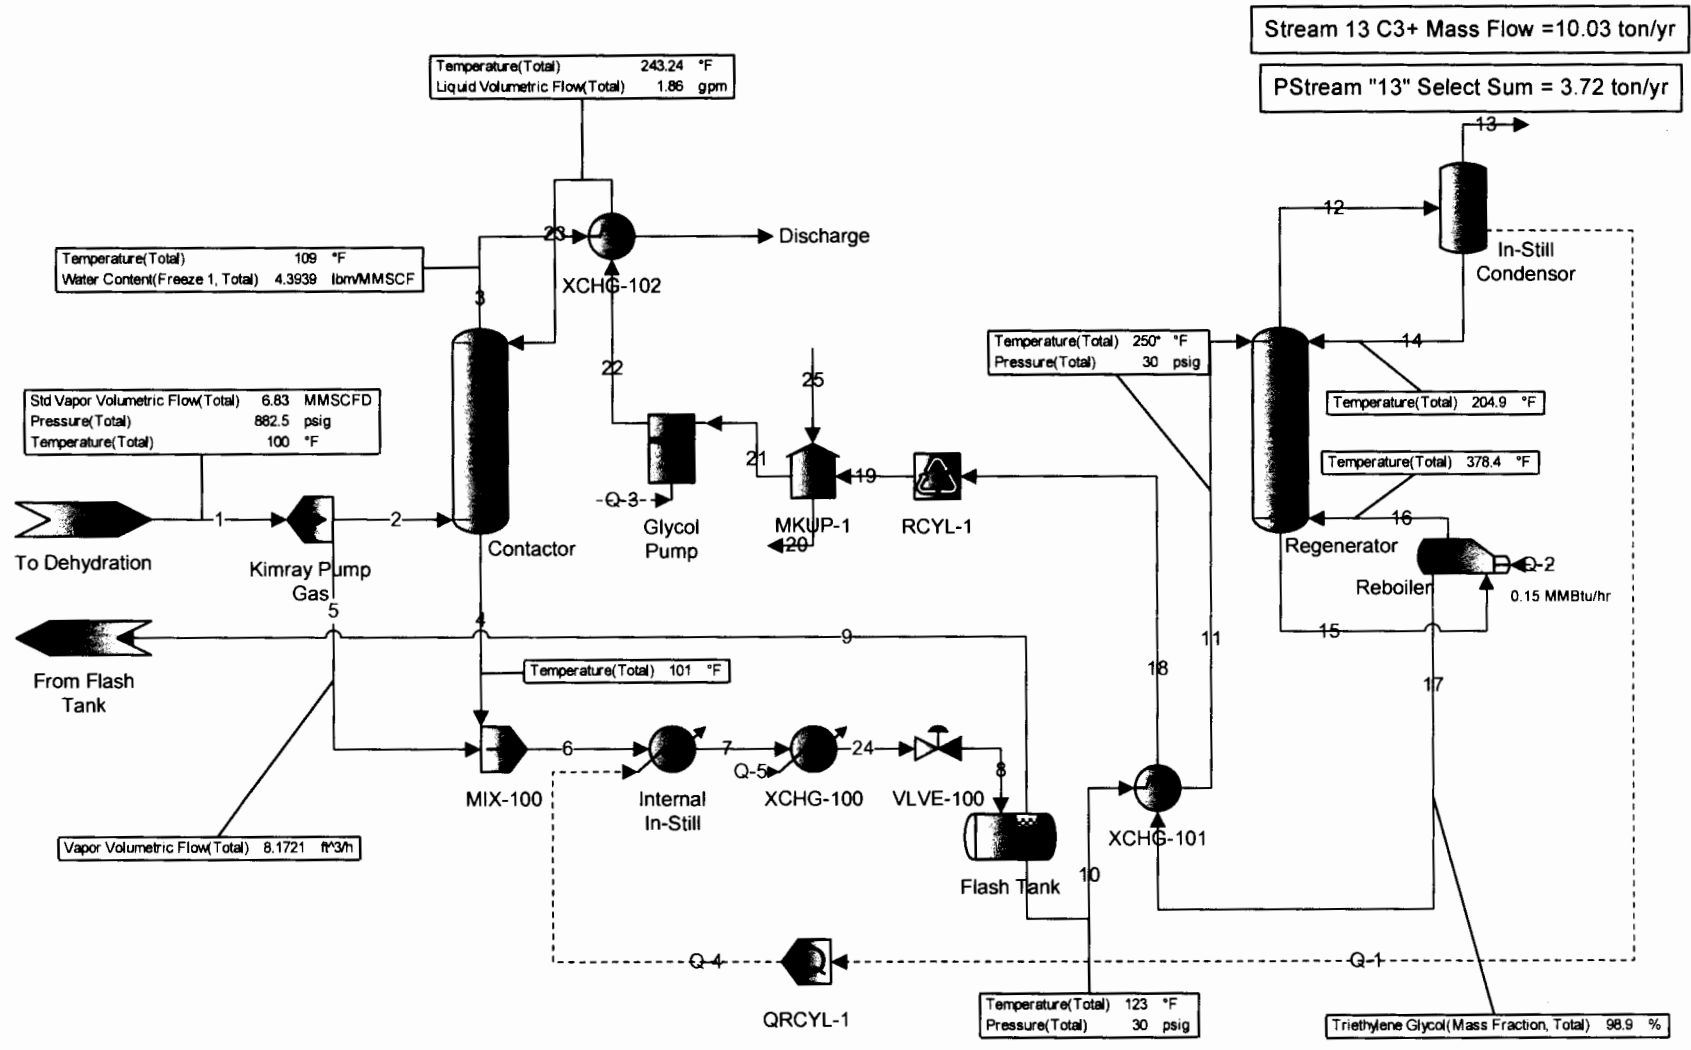 Stream 13 C3+ Mass Flow =10.03 ton/yr
PStream "13" Select Sum = 3.72 ton/yr
Temperature(Total) 243.24 °F
Liquid Volumetric Flow(Total) 1.86 gpm
13
12
23
Discharge
In-Still
Condensor
Temperature(Total) 109 °F
Water Content(Freeze 1, Total) 4.3939 lbm/MMSCF
XCHG-102
3
Temperature(Total) 250* °F
Pressure(Total) 30 psig
14
22
25
Std Vapor Volumetric Flow(Total) 6.83 MMSCFD
Pressure(Total) 882.5 psig
Temperature(Total) 100 °F
Temperature(Total) 204.9 °F
21
19
Temperature(Total) 378.4 °F
Q-3
1
2
Glycol
Pump
MKUP-1
20
RCYL-1
16
To Dehydration
Contactor
Regenerator
Kimray Pump
Gas
Reboiler
Q-2
0.15 MMBtu/hr
5
4
9
11
15
From Flash
Tank
Temperature(Total) 101 °F
18
17
6
7
24
8
Q-5
MIX-100
Internal
In-Still
XCHG-100
VLVE-100
XCHG-101
Vapor Volumetric Flow(Total) 8.1721 ft^3/h
Flash Tank
10
Q-4
Q-1
QRCYL-1
Temperature(Total) 123 °F
Pressure(Total) 30 psig
Triethylene Glycol(Mass Fraction, Total) 98.9 %